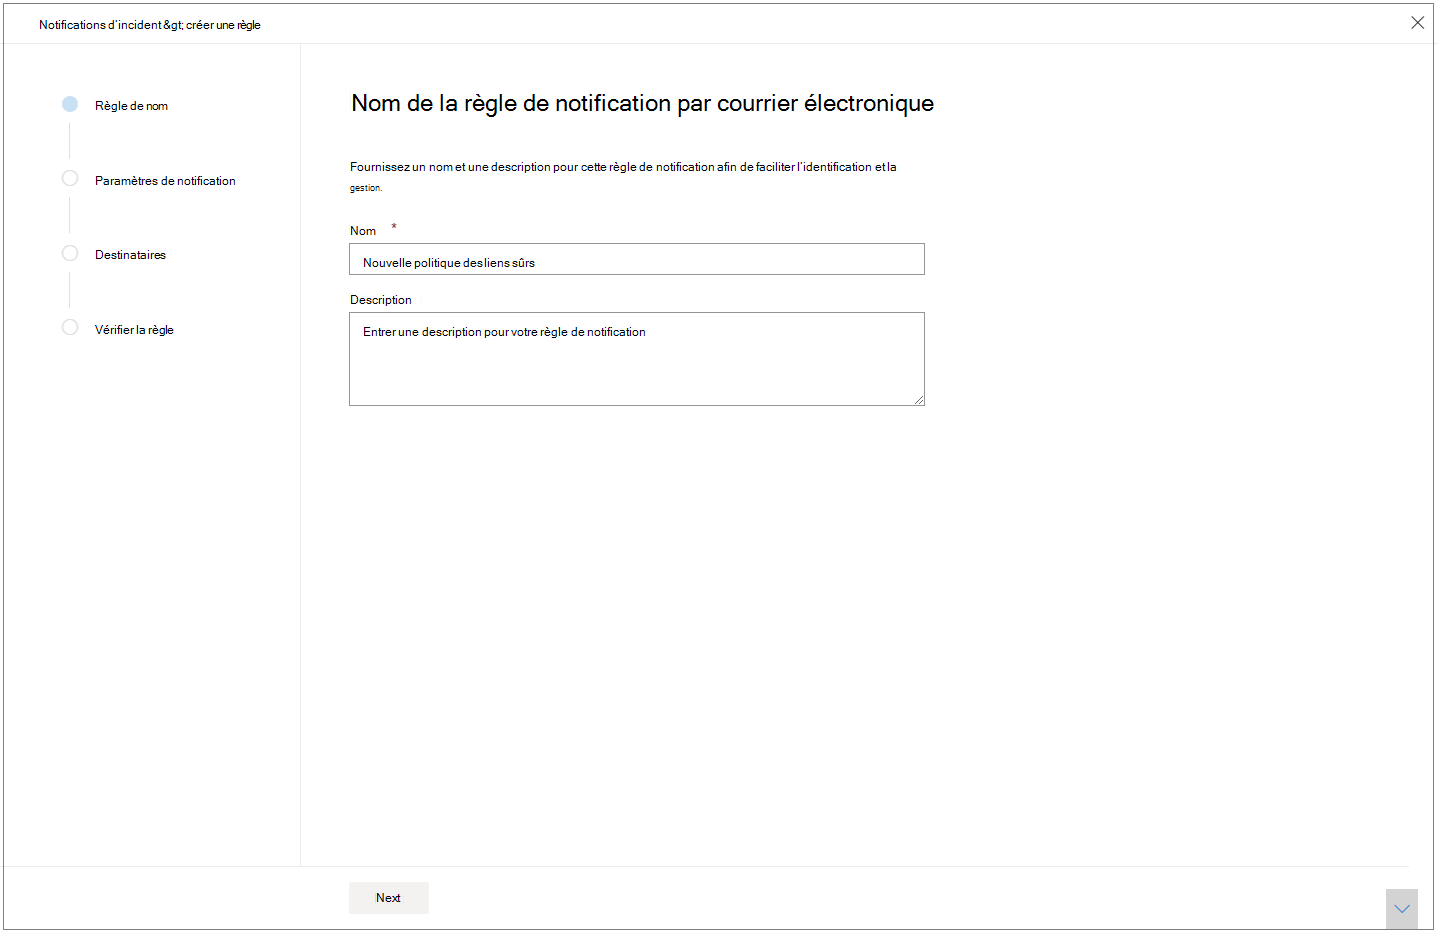 Notifications d'incident &gt; créer une règle
Règle de nom
Paramètres de notification
Destinataires
Vérifier la règle
Nom de la règle de notification par courrier électronique
Fournissez un nom et une description pour cette règle de notification afin de faciliter l'identification et la
gestion.
Nom *
Nouvelle politique des liens sûrs
Description
Entrer une description pour votre règle de notification
Next